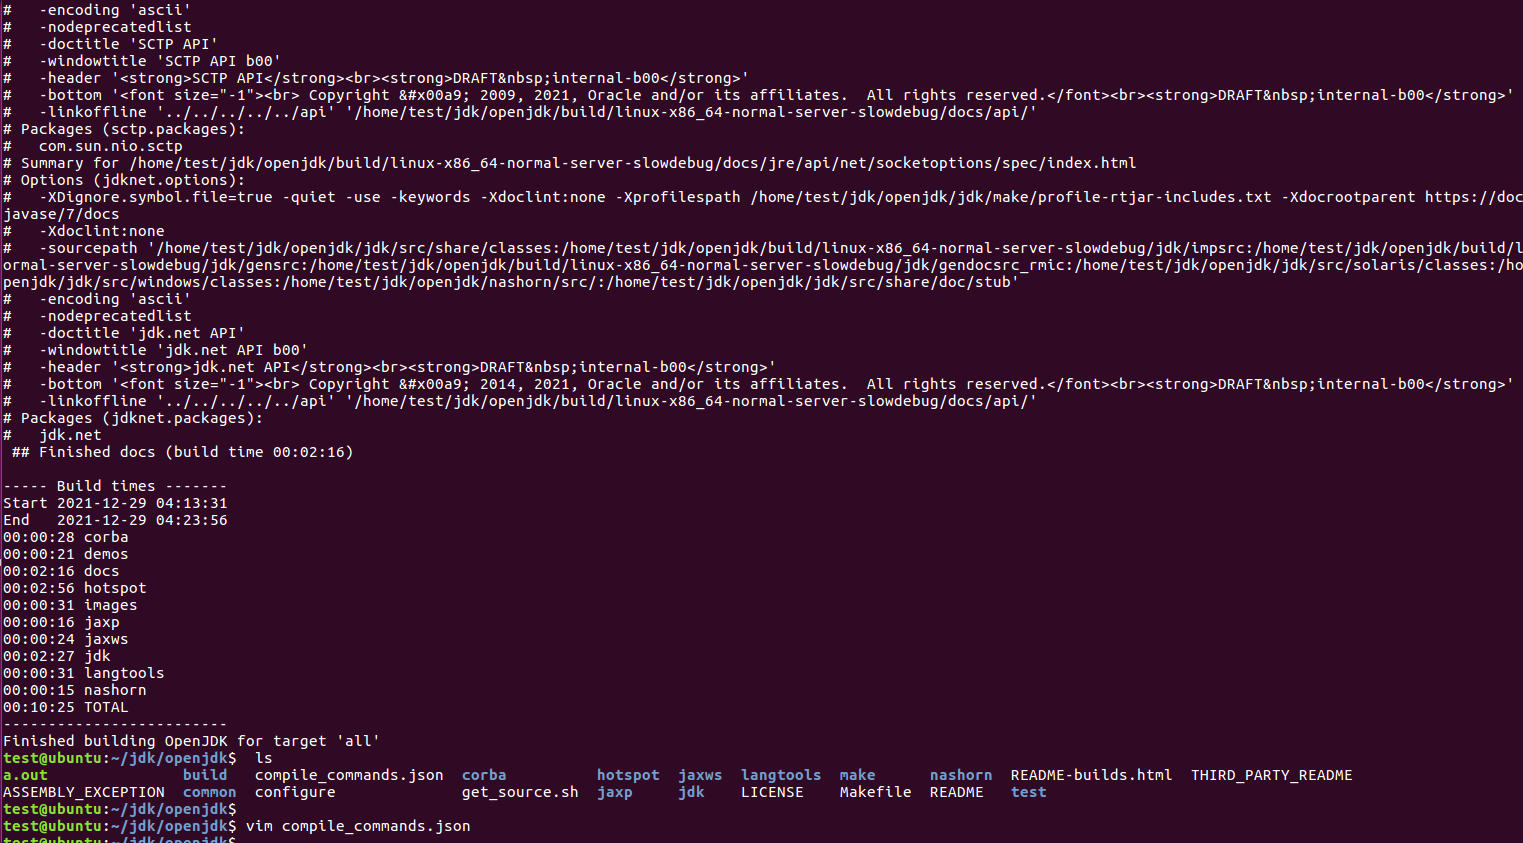 #   -encoding 'ascii'
#   -nodeprecatedlist
#   -doctitle 'SCTP API'
#   -windowtitle 'SCTP API b00'
#   -header '<strong>SCTP API</strong><br><strong>DRAFT&nbsp;internal-b00</strong>'
#   -bottom '<font size="-1"><br> Copyright &#x00a9; 2009, 2021, Oracle and/or its affiliates.  All rights reserved.</font><br><strong>DRAFT&nbsp;internal-b00</strong>'
#   -linkoffline '../../../../../api' '/home/test/jdk/openjdk/build/linux-x86_64-normal-server-slowdebug/docs/api/'
# Packages (sctp.packages):
#   com.sun.nio.sctp
# Summary for /home/test/jdk/openjdk/build/linux-x86_64-normal-server-slowdebug/docs/jre/api/net/socketoptions/spec/index.html
# Options (jdknet.options):
#   -XDignore.symbol.file=true -quiet -use -keywords -Xdoclint:none -Xprofilespath /home/test/jdk/openjdk/jdk/make/profile-rtjar-includes.txt -Xdocrootparent https://doc
javase/7/docs
#   -Xdoclint:none
#   -sourcepath '/home/test/jdk/openjdk/jdk/src/share/classes:/home/test/jdk/openjdk/build/linux-x86_64-normal-server-slowdebug/jdk/impsrc:/home/test/jdk/openjdk/build/l
ormal-server-slowdebug/jdk/gensrc:/home/test/jdk/openjdk/build/linux-x86_64-normal-server-slowdebug/jdk/gendocsrc_rmic:/home/test/jdk/openjdk/jdk/src/solaris/classes:/ho
penjdk/jdk/src/windows/classes:/home/test/jdk/openjdk/nashorn/src/:/home/test/jdk/openjdk/jdk/src/share/doc/stub'
#   -encoding 'ascii'
#   -nodeprecatedlist
#   -doctitle 'jdk.net API'
#   -windowtitle 'jdk.net API b00'
#   -header '<strong>jdk.net API</strong><br><strong>DRAFT&nbsp;internal-b00</strong>'
#   -bottom '<font size="-1"><br> Copyright &#x00a9; 2014, 2021, Oracle and/or its affiliates.  All rights reserved.</font><br><strong>DRAFT&nbsp;internal-b00</strong>'
#   -linkoffline '../../../../../api' '/home/test/jdk/openjdk/build/linux-x86_64-normal-server-slowdebug/docs/api/'
# Packages (jdknet.packages):
#   jdk.net
 ## Finished docs (build time 00:02:16)

----- Build times -------
Start 2021-12-29 04:13:31
End   2021-12-29 04:23:56
00:00:28 corba
00:00:21 demos
00:02:16 docs
00:02:56 hotspot
00:00:31 images
00:00:16 jaxp
00:00:24 jaxws
00:02:27 jdk
00:00:31 langtools
00:00:15 nashorn
00:10:25 TOTAL
-------------------------
Finished building OpenJDK for target 'all'
test@ubuntu:~/jdk/openjdk$  ls
a.out               build   compile_commands.json  corba          hotspot  jaxws  langtools  make      nashorn  README-builds.html  THIRD_PARTY_README
ASSEMBLY_EXCEPTION  common  configure              get_source.sh  jaxp     jdk    LICENSE    Makefile  README   test
test@ubuntu:~/jdk/openjdk$
test@ubuntu:~/jdk/openjdk$ vim compile_commands.json
test@ubuntu:~/jdk/openjdk$